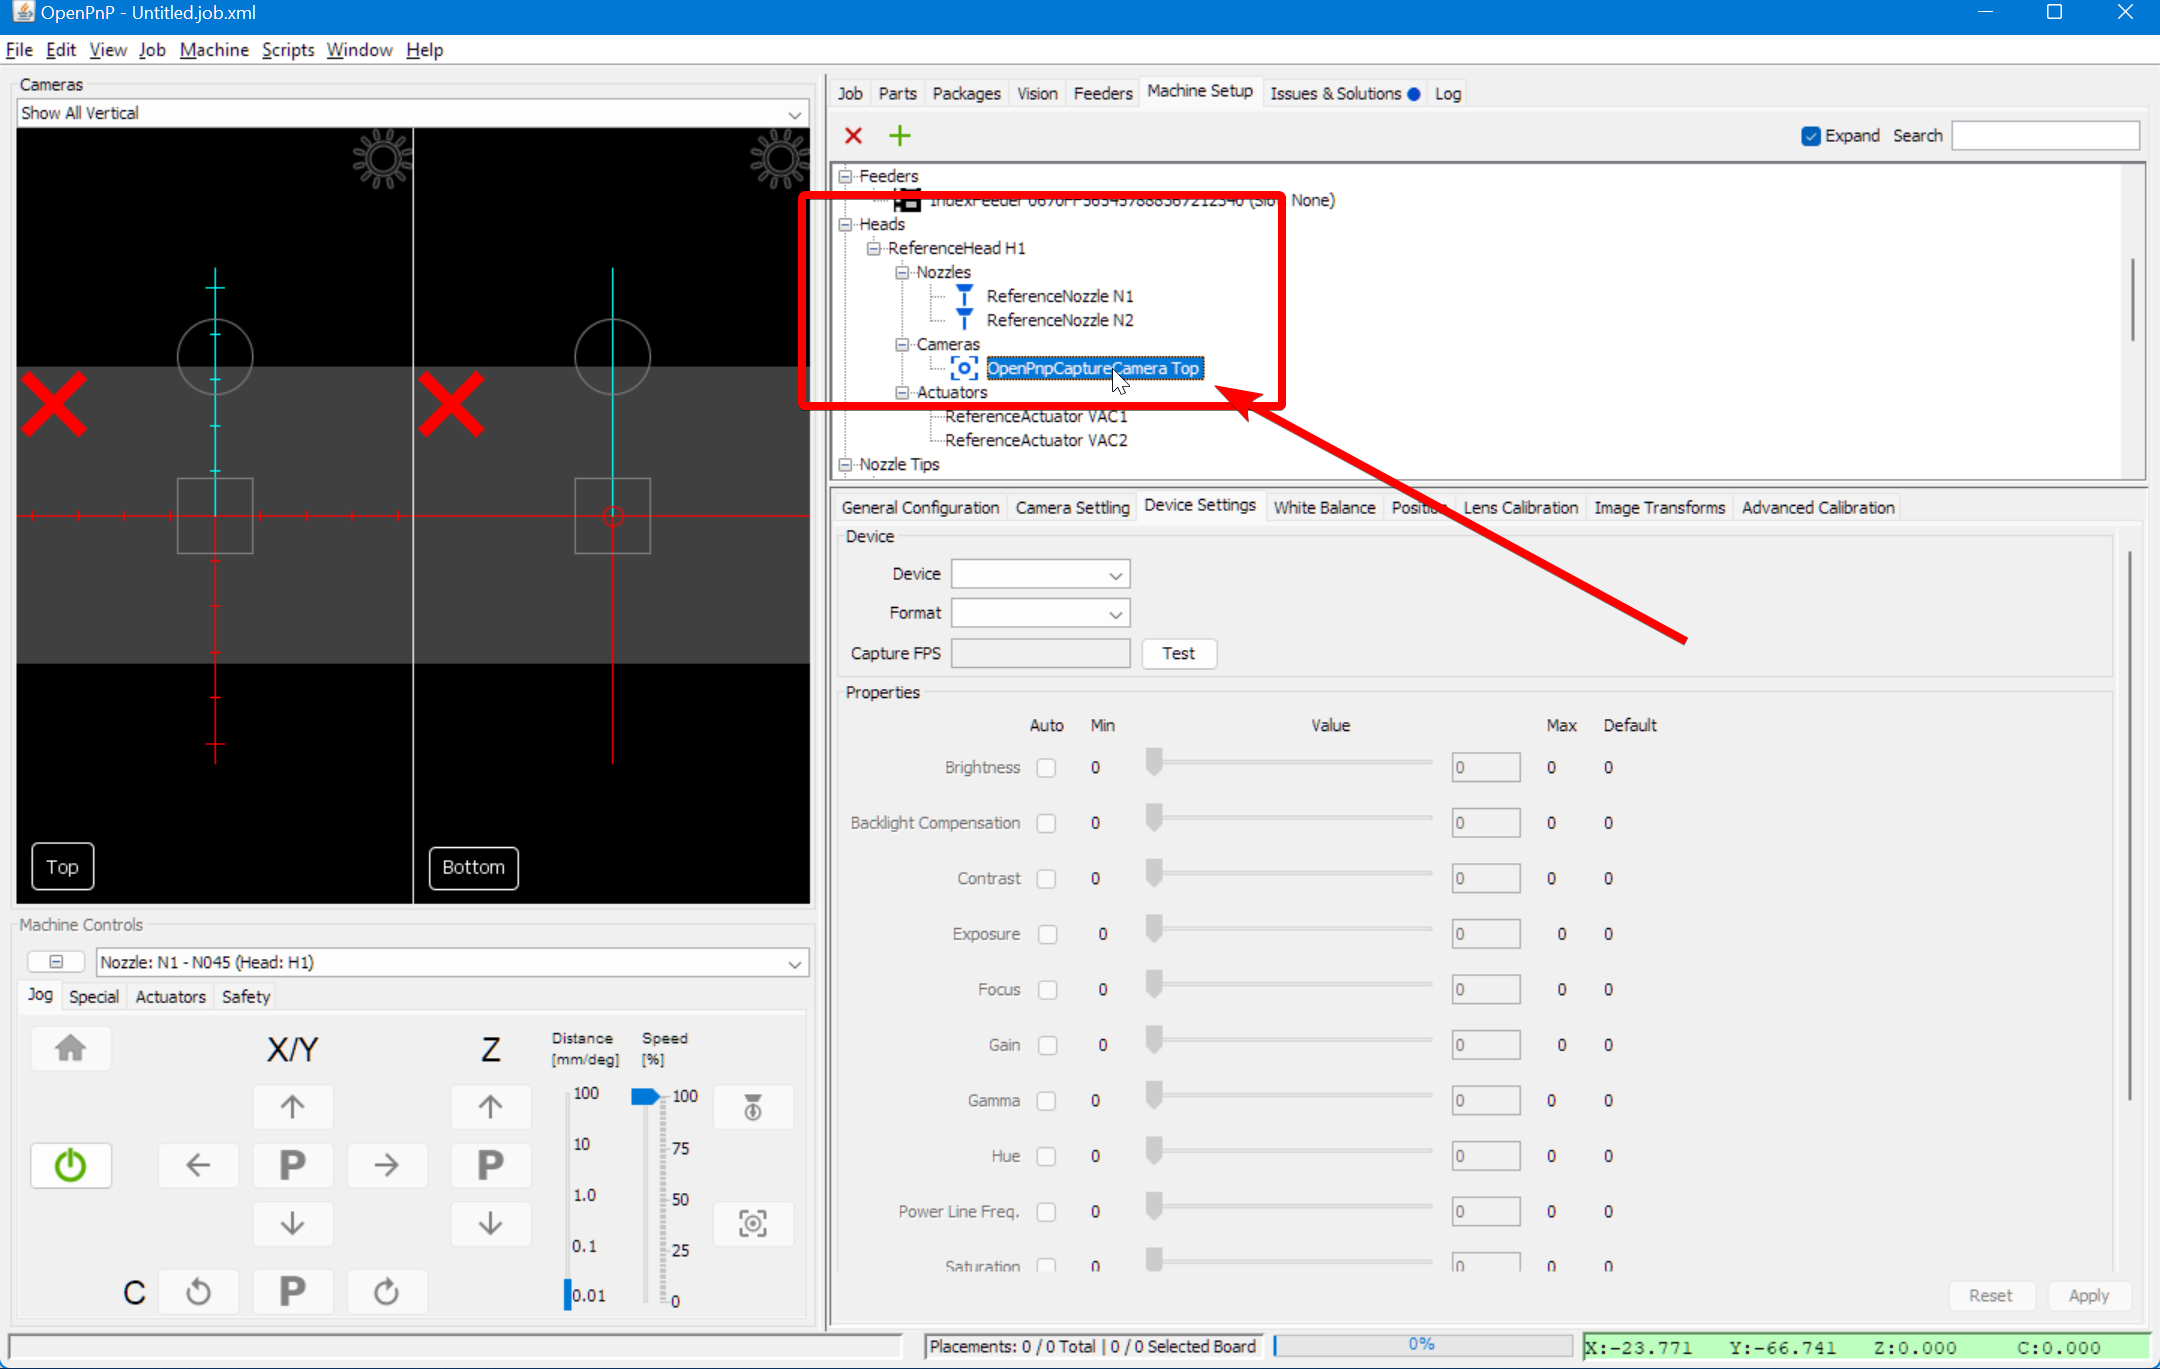 OpenPnP - Untitled.job.xml
File Edit View Job Machine Scripts Window Help
Cameras
Show All Vertical
Top
Bottom
Machine Controls
Nozzle: N1 - N045 (Head: H1)
Jog Special Actuators Safety
X/Y Z Distance [mm/deg] Speed [%]
100 100
10 75
1.0 50
0.1 25
0.01 0
P P
C P
Job Parts Packages Vision Feeders Machine Setup Issues & Solutions Log
Expand Search
Feeders
None)
Heads
ReferenceHead H1
Nozzles
ReferenceNozzle N1
ReferenceNozzle N2
Cameras
OpenPnpCaptureCamera Top
Actuators
ReferenceActuator VAC1
ReferenceActuator VAC2
Nozzle Tips
General Configuration Camera Settling Device Settings White Balance Position Lens Calibration Image Transforms Advanced Calibration
Device
Device
Format
Capture FPS Test
Properties
Auto Min Value Max Default
Brightness 0 0 0 0
Backlight Compensation 0 0 0 0
Contrast 0 0 0 0
Exposure 0 0 0 0
Focus 0 0 0 0
Gain 0 0 0 0
Gamma 0 0 0 0
Hue 0 0 0 0
Power Line Freq. 0 0 0 0
Saturation 0 0 0 0
Reset Apply
Placements: 0 / 0 Total | 0 / 0 Selected Board 0% X:-23.771 Y:-66.741 Z:0.000 C:0.000